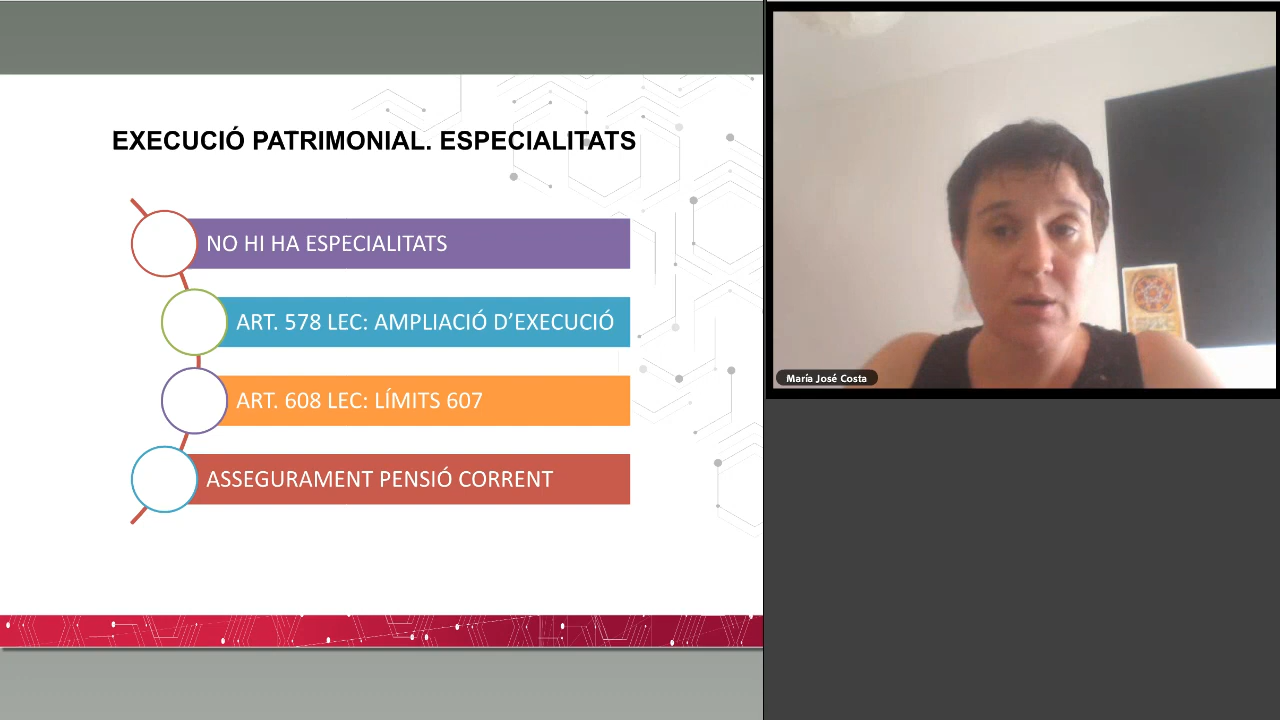 EXECUCIÓ PATRIMONIAL. ESPECIALITATS
NO HI HA ESPECIALITATS
ART. 578 LEC: AMPLIACIÓ D’EXECUCIÓ
ART. 608 LEC: LÍMITS 607
ASSEGURAMENT PENSIÓ CORRENT
María José Costa